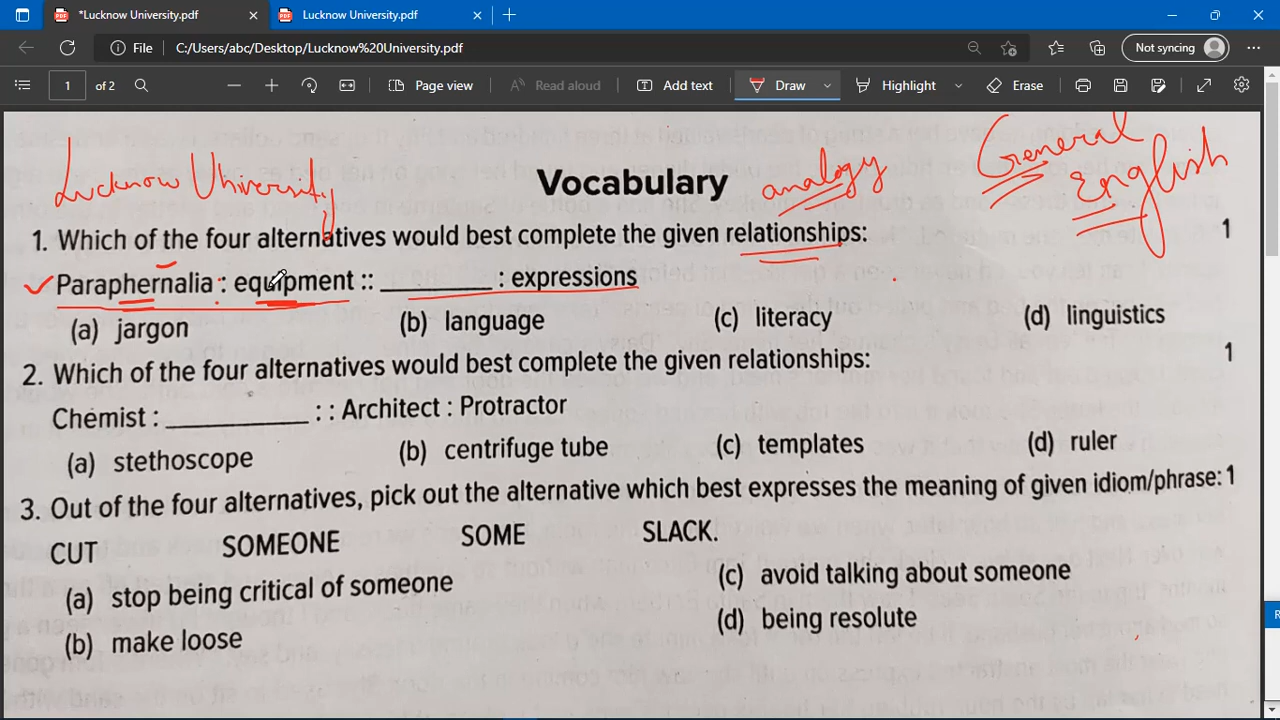 *Lucknow University.pdf
Lucknow University.pdf
File
C:/Users/abc/Desktop/Lucknow%20University.pdf
Not syncing
1 of 2
Page view
Read aloud
Add text
Draw
Highlight
Erase
Lucknow University
Vocabulary
analogy
General
English
1. Which of the four alternatives would best complete the given relationships: 1
Paraphernalia : equipment :: _________ : expressions
(a) jargon (b) language (c) literacy (d) linguistics
2. Which of the four alternatives would best complete the given relationships: 1
Chemist : ____________ : : Architect : Protractor
(a) stethoscope (b) centrifuge tube (c) templates (d) ruler
3. Out of the four alternatives, pick out the alternative which best expresses the meaning of given idiom/phrase: 1
CUT SOMEONE SOME SLACK.
(a) stop being critical of someone (c) avoid talking about someone
(b) make loose (d) being resolute